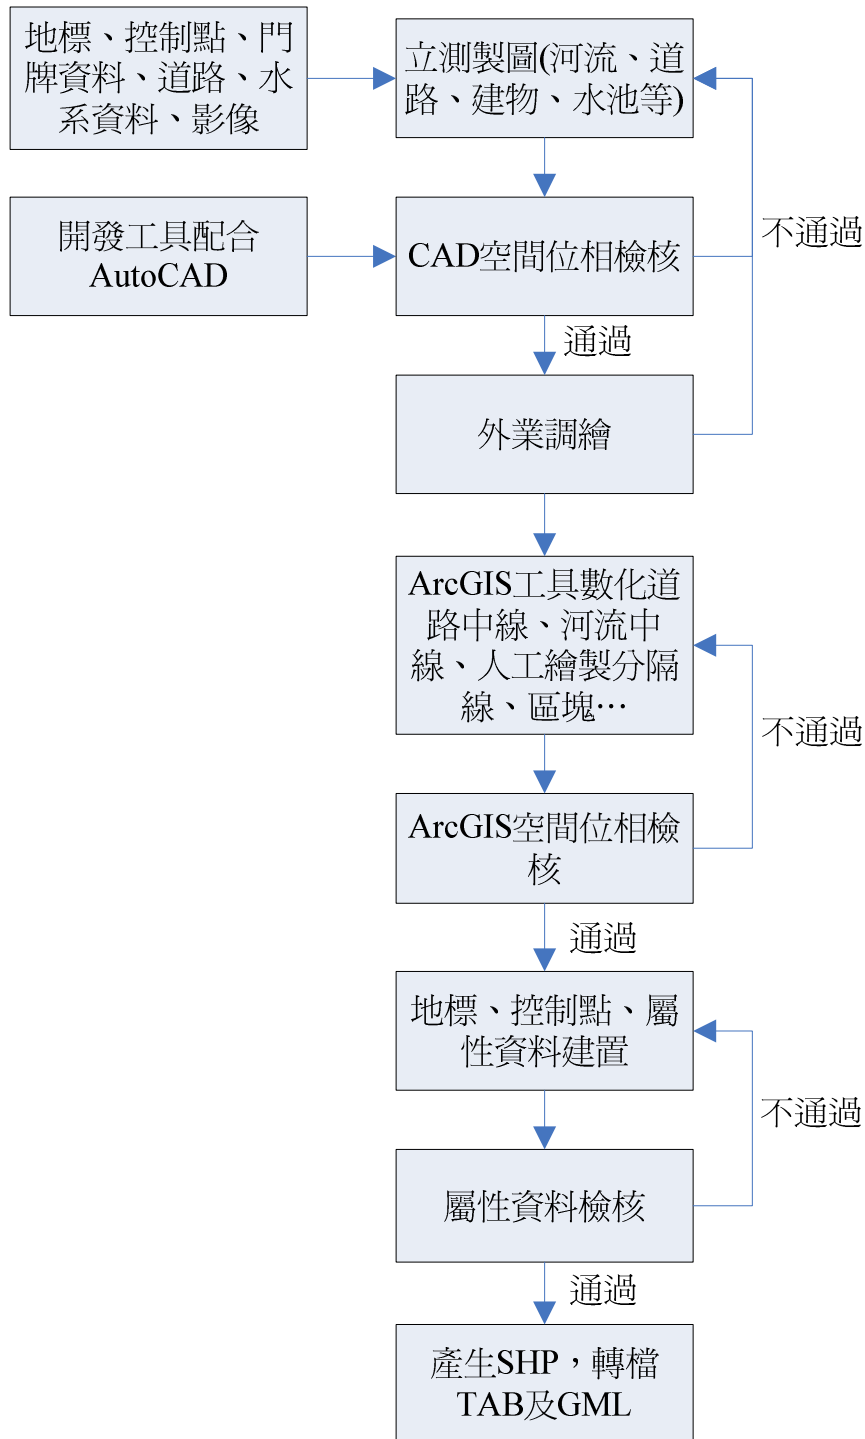 地標、控制點、門
牌資料、道路、水
系資料、影像
立測製圖(河流、道
路、建物、水池等)
開發工具配合
AutoCAD
CAD空間位相檢核
不通過
通過
外業調繪
ArcGIS工具數化道
路中線、河流中
線、人工繪製分隔
線、區塊…
不通過
ArcGIS空間位相檢
核
通過
地標、控制點、屬
性資料建置
不通過
屬性資料檢核
通過
產生SHP，轉檔
TAB及GML